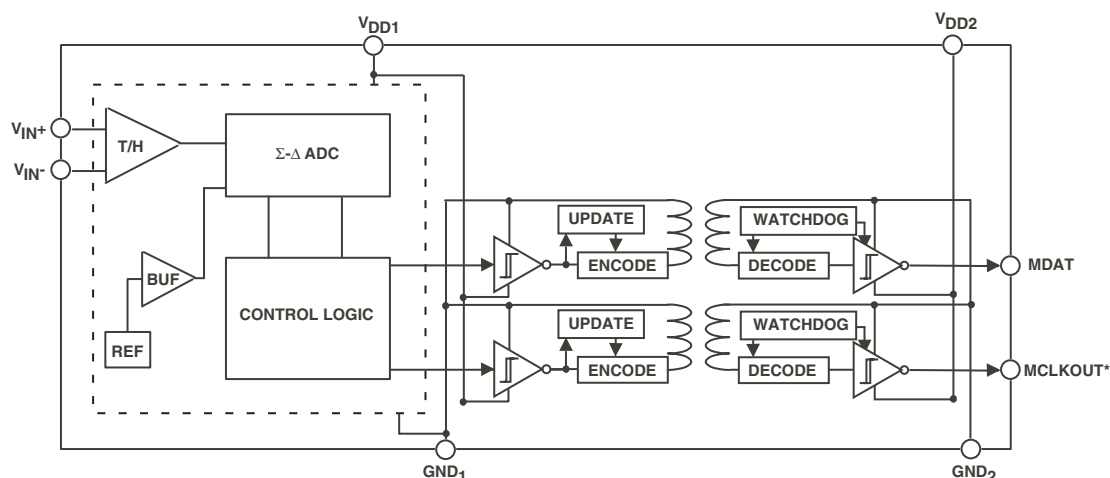 VDD1
VDD2
VIN+
VIN-
T/H
Σ-Δ ADC
BUF
REF
CONTROL LOGIC
UPDATE
ENCODE
WATCHDOG
DECODE
MDAT
UPDATE
ENCODE
WATCHDOG
DECODE
MCLKOUT*
GND1
GND2